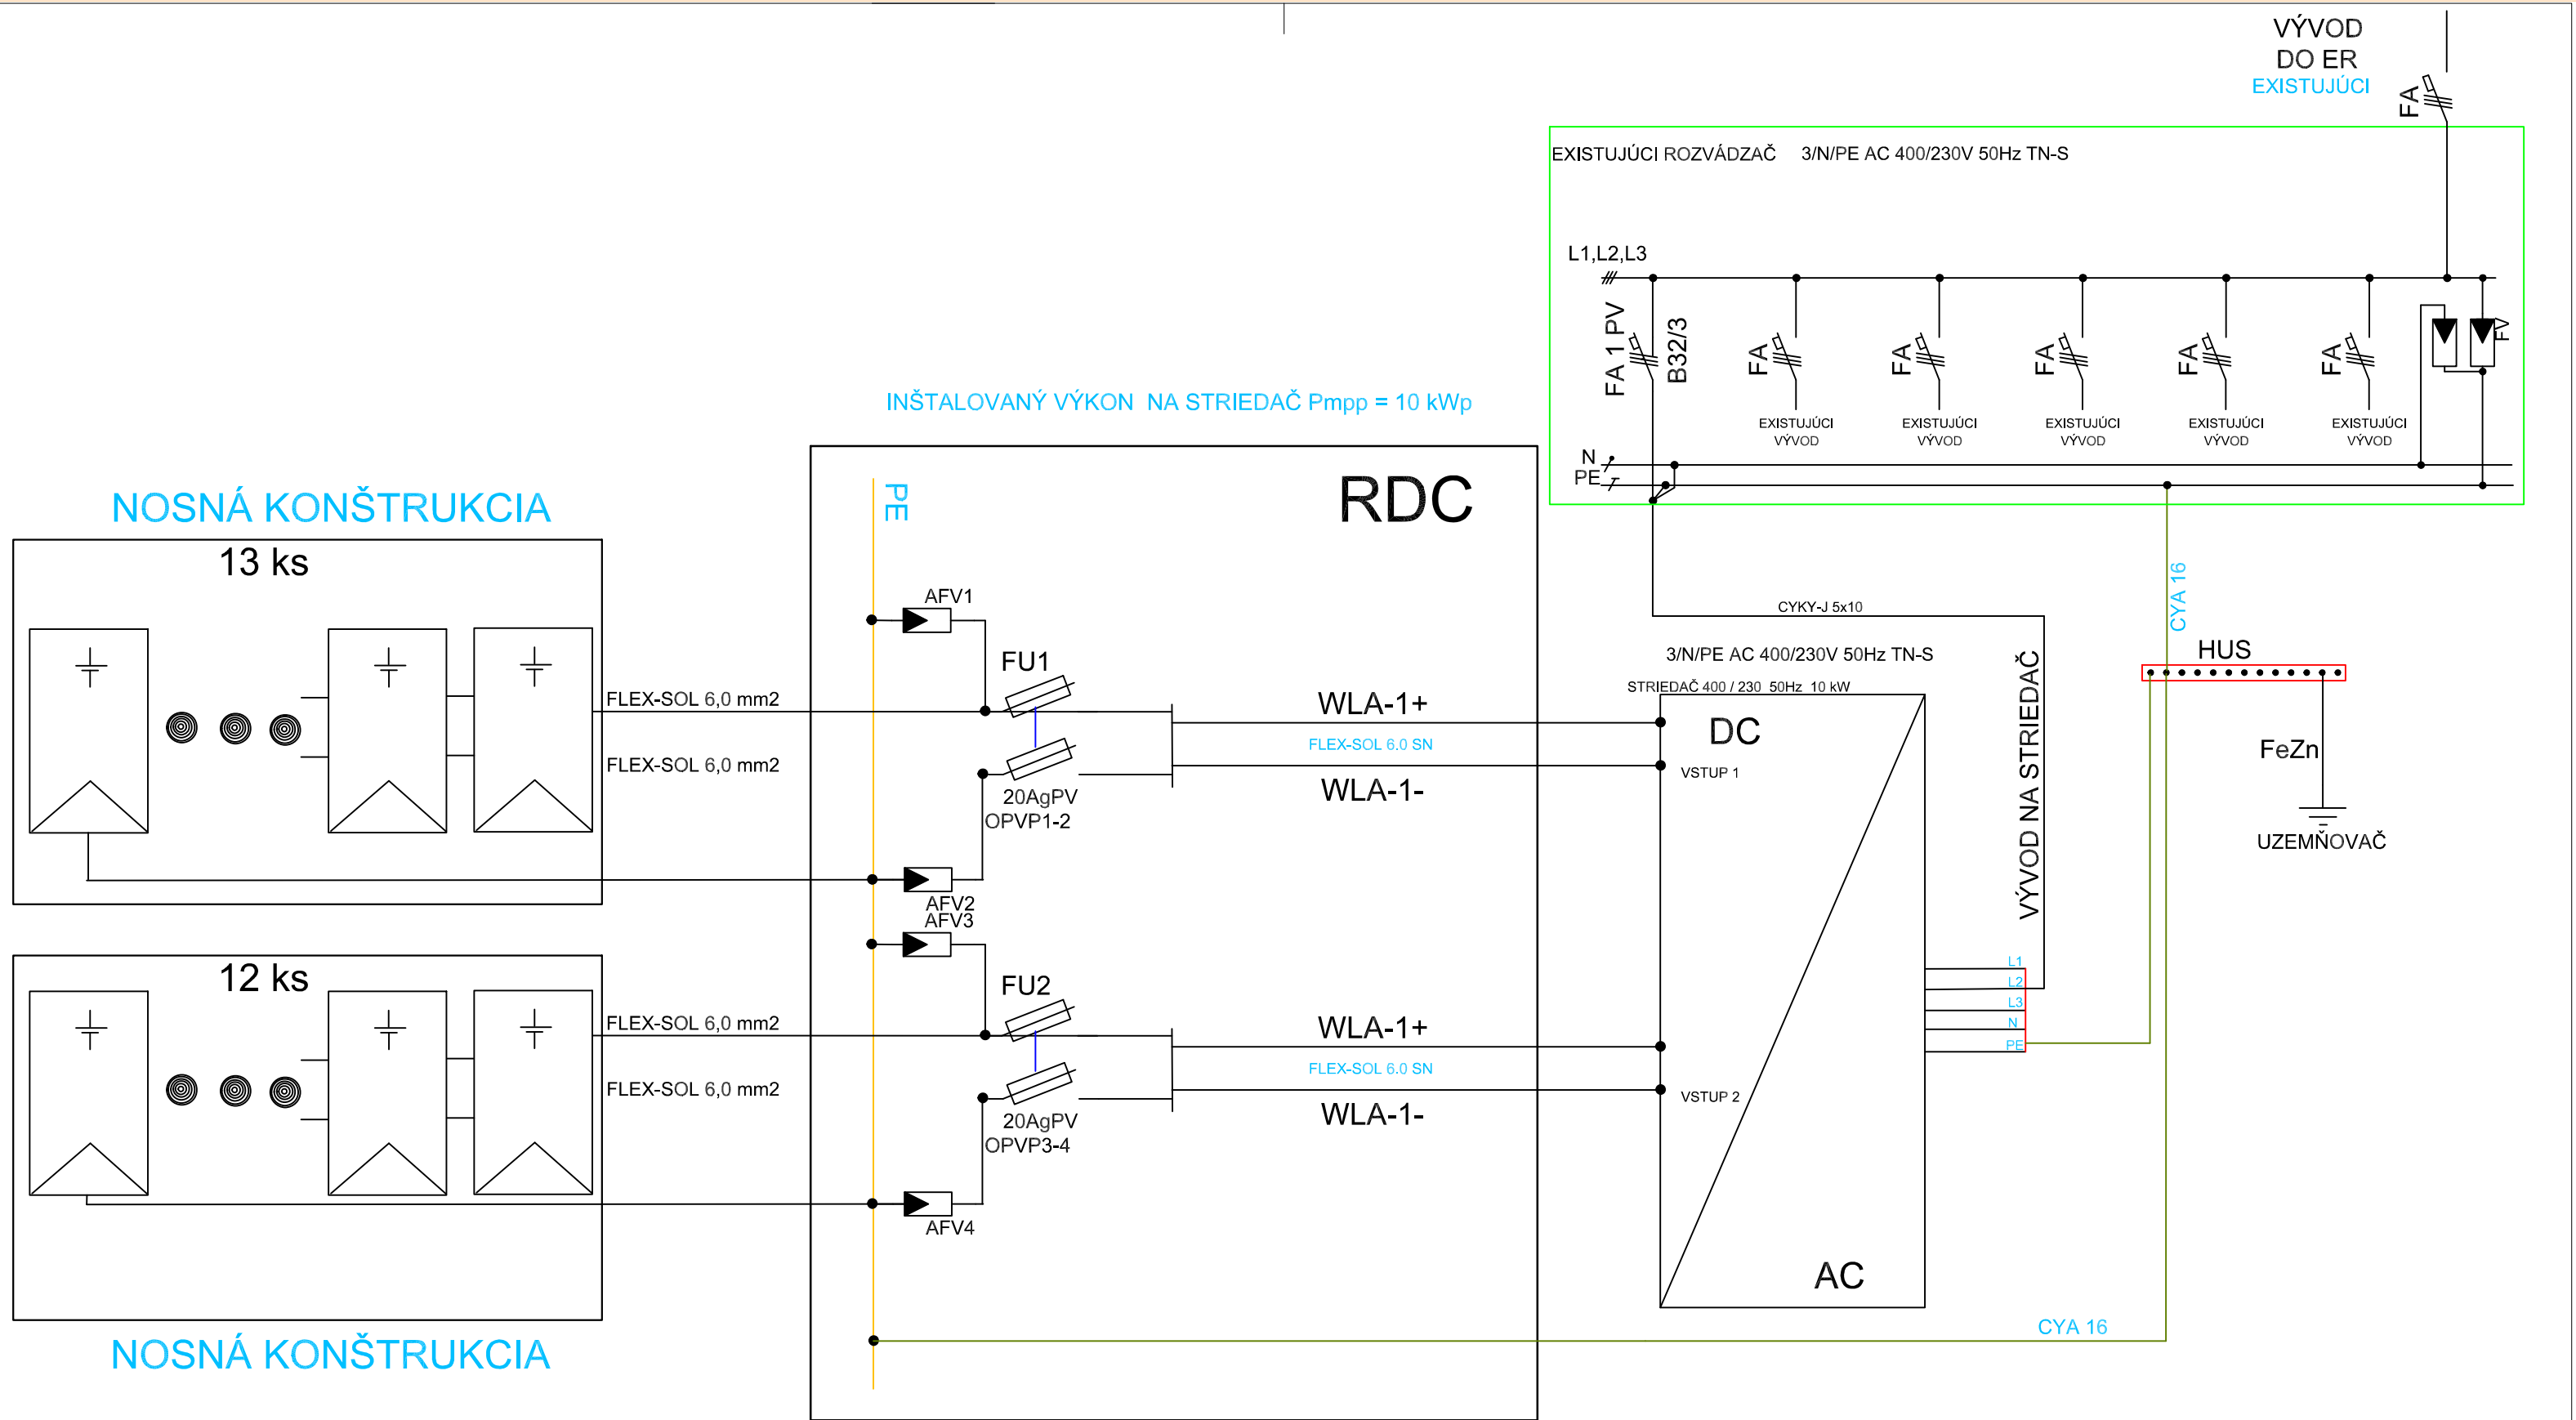 VÝVOD
DO ER
EXISTUJÚCI
FA
EXISTUJÚCI ROZVÁDZAČ 3/N/PE AC 400/230V 50Hz TN-S
L1,L2,L3
FA 1 PV
B32/3
FA
FA
FA
FA
FA
FV
EXISTUJÚCI
VÝVOD
EXISTUJÚCI
VÝVOD
EXISTUJÚCI
VÝVOD
EXISTUJÚCI
VÝVOD
EXISTUJÚCI
VÝVOD
N
PE
INŠTALOVANÝ VÝKON NA STRIEDAČ Pmpp = 10 kWp
NOSNÁ KONŠTRUKCIA
13 ks
FLEX-SOL 6,0 mm2
FLEX-SOL 6,0 mm2
12 ks
FLEX-SOL 6,0 mm2
FLEX-SOL 6,0 mm2
NOSNÁ KONŠTRUKCIA
PE
RDC
AFV1
FU1
20AgPV
OPVP1-2
AFV2
AFV3
FU2
20AgPV
OPVP3-4
AFV4
WLA-1+
FLEX-SOL 6.0 SN
WLA-1-
WLA-1+
FLEX-SOL 6.0 SN
WLA-1-
CYKY-J 5x10
3/N/PE AC 400/230V 50Hz TN-S
STRIEDAČ 400 / 230 50Hz 10 kW
DC
VSTUP 1
VSTUP 2
AC
VÝVOD NA STRIEDAČ
L1
L2
L3
N
PE
CYA 16
HUS
FeZn
UZEMŇOVAČ
CYA 16